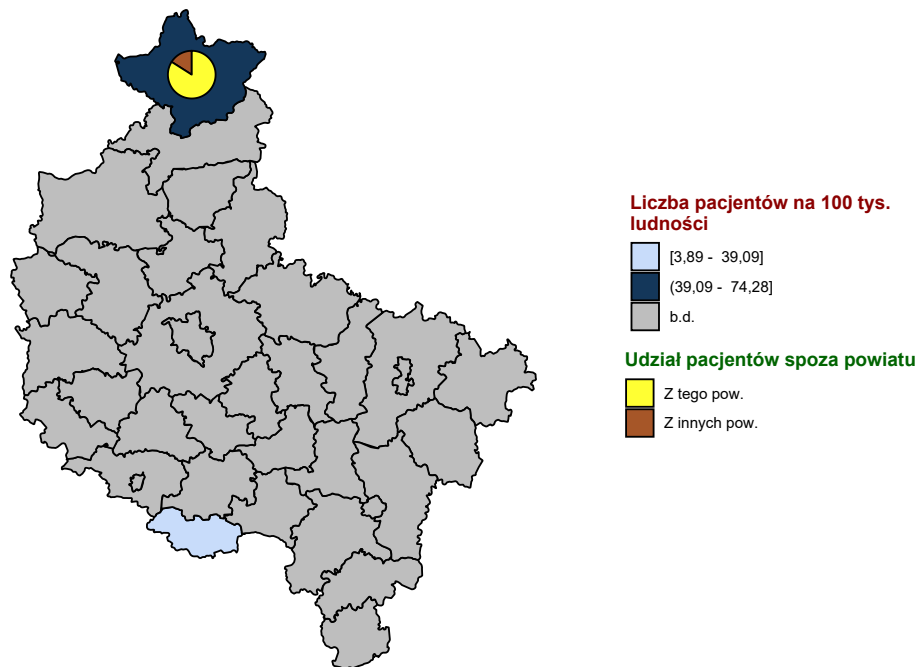 Liczba pacjentów na 100 tys.
ludności
[3,89 - 39,09]
(39,09 - 74,28]
b.d.
Udział pacjentów spoza powiatu
Z tego pow.
Z innych pow.